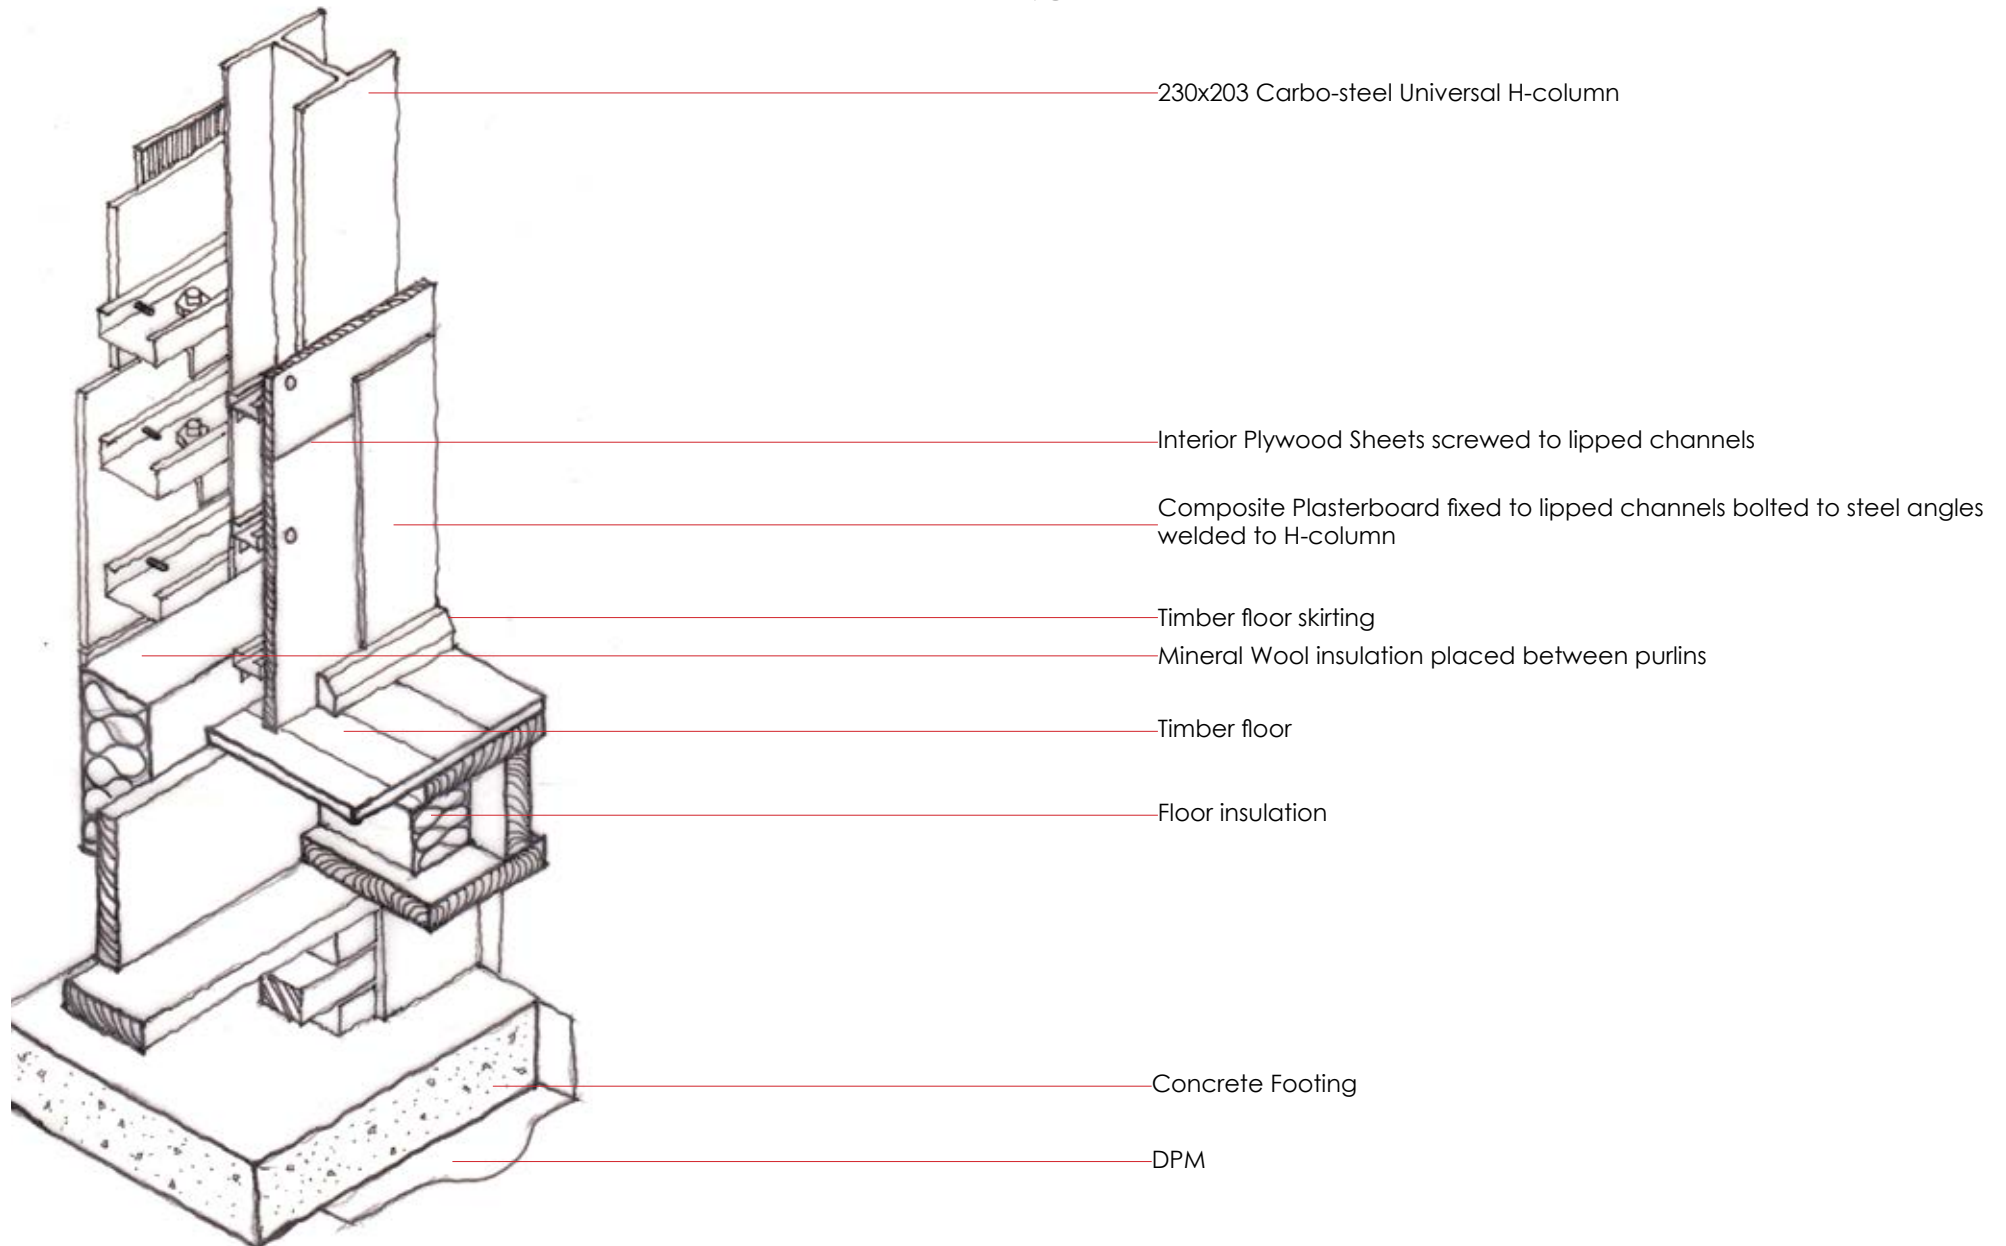 230x203 Carbo-steel Universal H-column
Interior Plywood Sheets screwed to lipped channels
Composite Plasterboard fixed to lipped channels bolted to steel angles
welded to H-column
Timber floor skirting
Mineral Wool insulation placed between purlins
Timber floor
Floor insulation
Concrete Footing
DPM